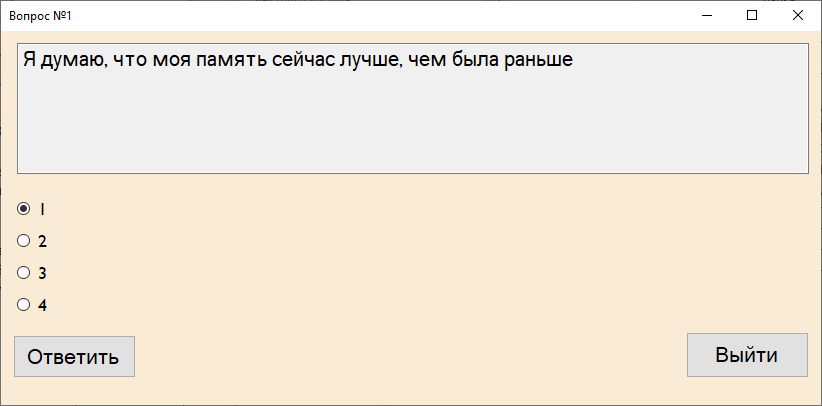 Вопрос №1
Я думаю, что моя память сейчас лучше, чем была раньше
1
2
3
4
Ответить
Выйти